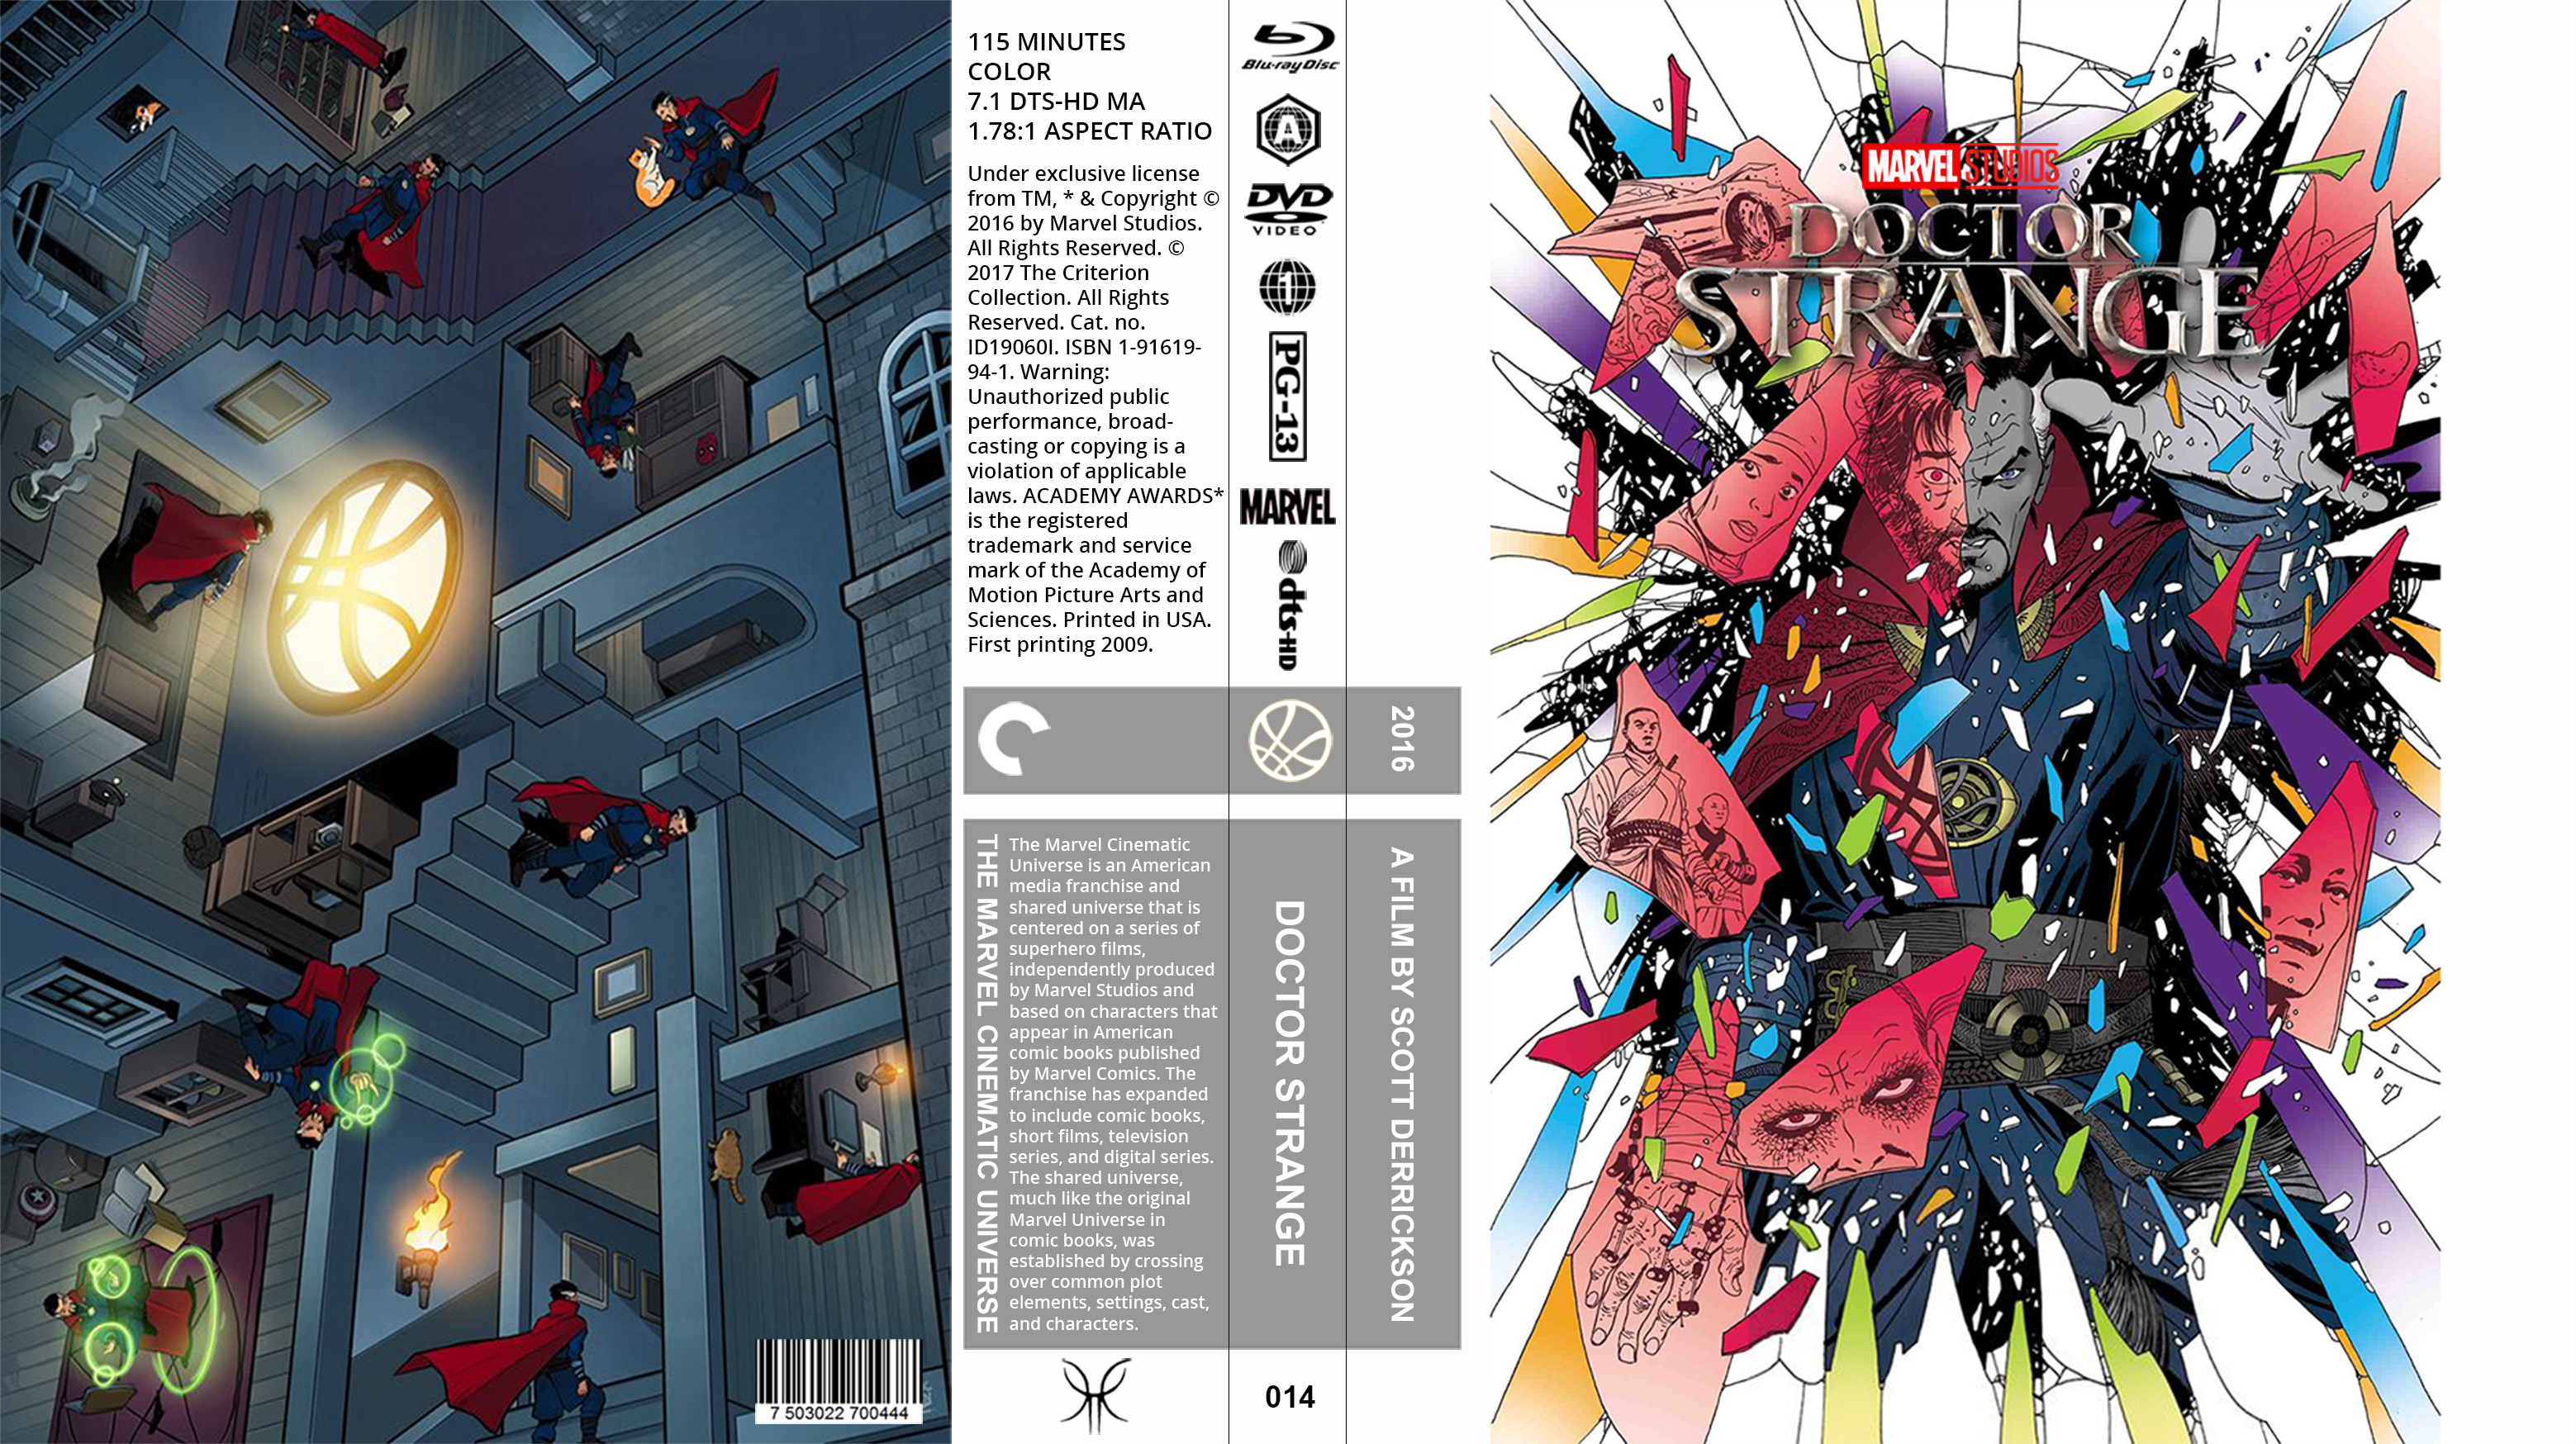 115 MINUTES
COLOR
7.1 DTS-HD MA
1.78:1 ASPECT RATIO
Under exclusive license
from TM, * & Copyright ©
2016 by Marvel Studios.
All Rights Reserved. ©
2017 The Criterion
Collection. All Rights
Reserved. Cat. no.
ID19060I. ISBN 1-91619-
94-1. Warning:
Unauthorized public
performance, broad-
casting or copying is a
violation of applicable
laws. ACADEMY AWARDS*
is the registered
trademark and service
mark of the Academy of
Motion Picture Arts and
Sciences. Printed in USA.
First printing 2009.
THE MARVEL CINEMATIC UNIVERSE
The Marvel Cinematic
Universe is an American
media franchise and
shared universe that is
centered on a series of
superhero films,
independently produced
by Marvel Studios and
based on characters that
appear in American
comic books published
by Marvel Comics. The
franchise has expanded
to include comic books,
short films, television
series, and digital series.
The shared universe,
much like the original
Marvel Universe in
comic books, was
established by crossing
over common plot
elements, settings, cast,
and characters.
7 503022 700444
Blu-ray Disc
A
DVD
VIDEO
1
PG-13
MARVEL
dts-HD
DOCTOR STRANGE
014
2016
A FILM BY SCOTT DERRICKSON
MARVEL STUDIOS
DOCTOR
STRANGE